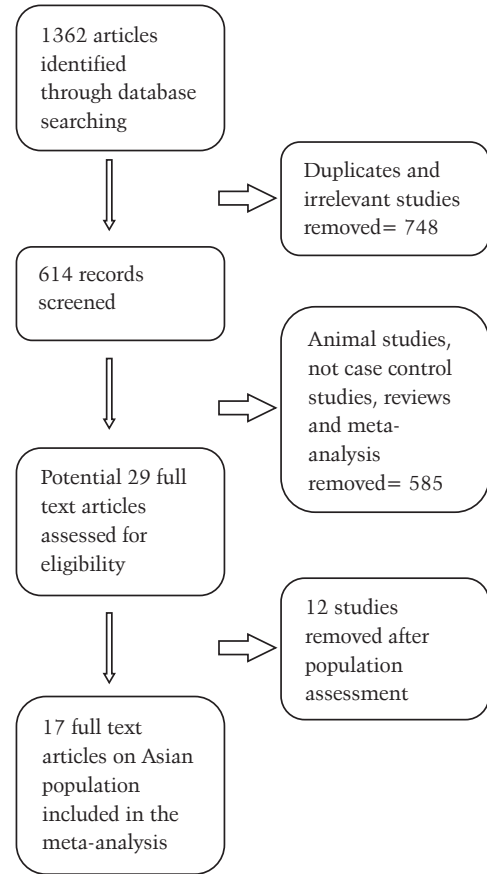 1362 articles
identified
through database
searching
Duplicates and
irrelevant studies
removed= 748
614 records
screened
Animal studies,
not case control
studies, reviews
and meta-
analysis
removed= 585
Potential 29 full
text articles
assessed for
eligibility
12 studies
removed after
population
assessment
17 full text
articles on Asian
population
included in the
meta-analysis